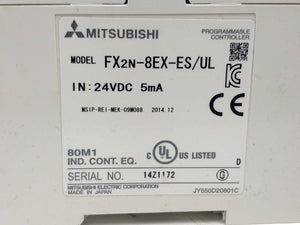 MITSUBISHI
PROGRAMMABLE
CONTROLLER
MODEL FX2N-8EX-ES/UL
IN: 24VDC 5mA
MSIP-REI-MEK-09M088 2014.12
80M1
IND. CONT. EQ.
C UL US LISTED
D
SERIAL NO. 14Z1172
MITSUBISHI ELECTRIC CORPORATION
MADE IN JAPAN
JY550D20801C